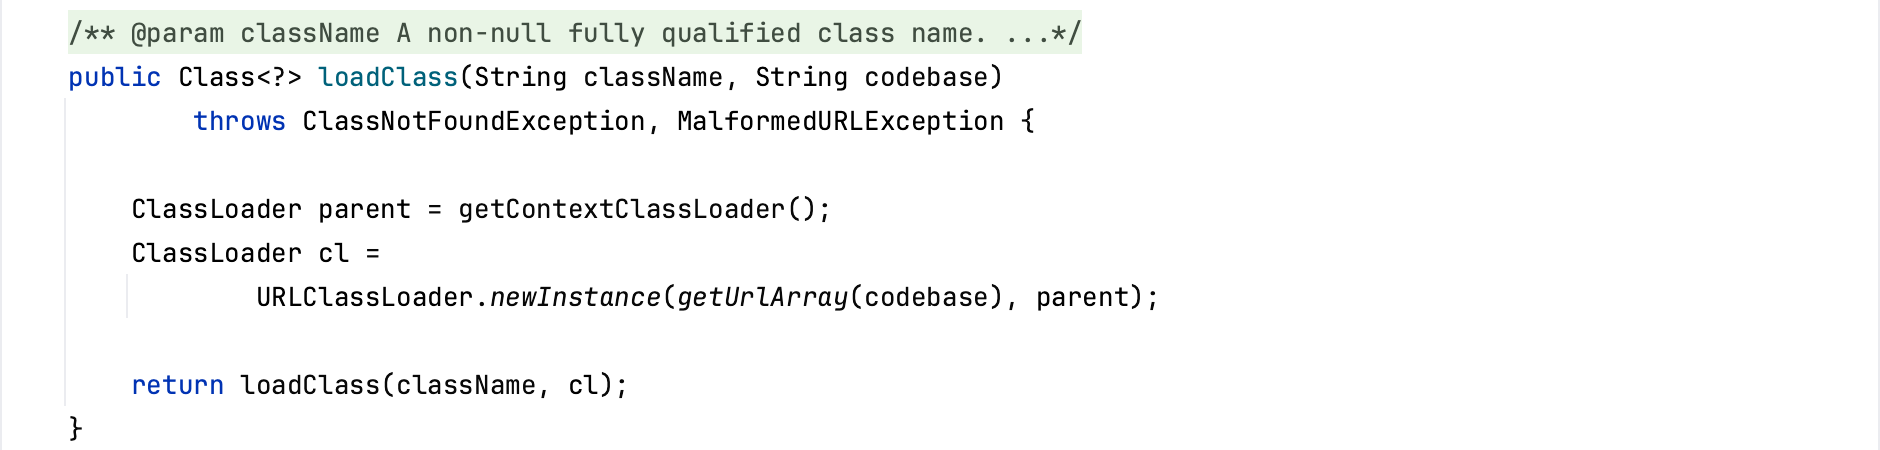 /** @param className A non-null fully qualified class name. ...*/
public Class<?> loadClass(String className, String codebase)
        throws ClassNotFoundException, MalformedURLException {

    ClassLoader parent = getContextClassLoader();
    ClassLoader cl =
            URLClassLoader.newInstance(getUrlArray(codebase), parent);

    return loadClass(className, cl);
}